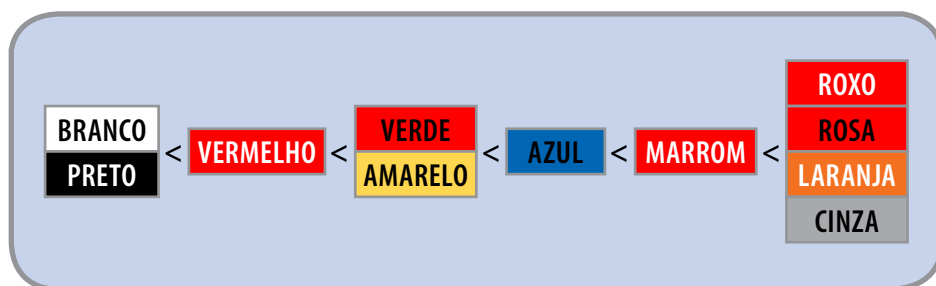 BRANCO
PRETO
<
VERMELHO
<
VERDE
AMARELO
<
AZUL
<
MARROM
<
ROXO
ROSA
LARANJA
CINZA